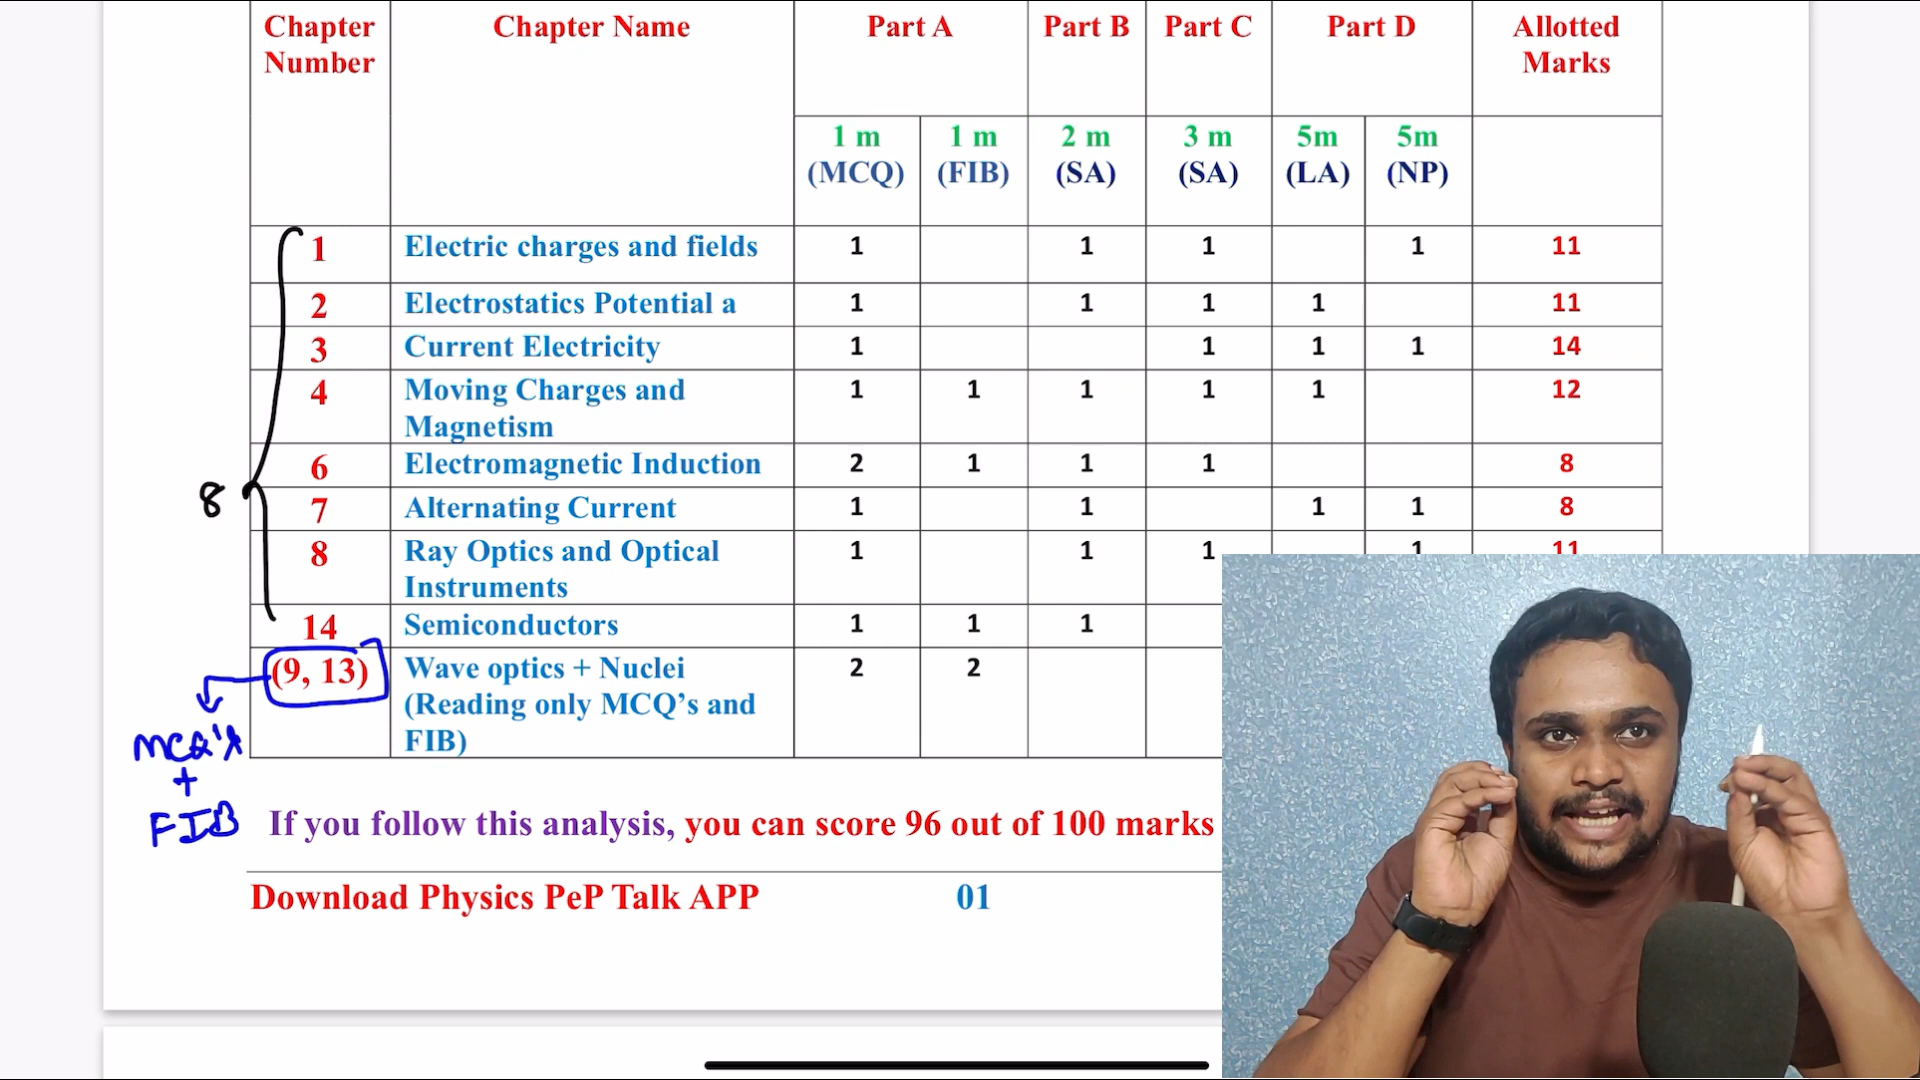 Chapter Number Chapter Name Part A Part B Part C Part D Allotted Marks
1 m (MCQ) 1 m (FIB) 2 m (SA) 3 m (SA) 5m (LA) 5m (NP)
1 Electric charges and fields 1 1 1 1 11
2 Electrostatics Potential a 1 1 1 1 11
3 Current Electricity 1 1 1 1 14
4 Moving Charges and Magnetism 1 1 1 1 1 12
6 Electromagnetic Induction 2 1 1 1 8
8
7 Alternating Current 1 1 1 1 8
8 Ray Optics and Optical Instruments 1 1 1 1 11
14 Semiconductors 1 1 1
(9, 13) Wave optics + Nuclei (Reading only MCQ’s and FIB) 2 2
MCQ's
+
FIB
If you follow this analysis, you can score 96 out of 100 marks
Download Physics PeP Talk APP 01